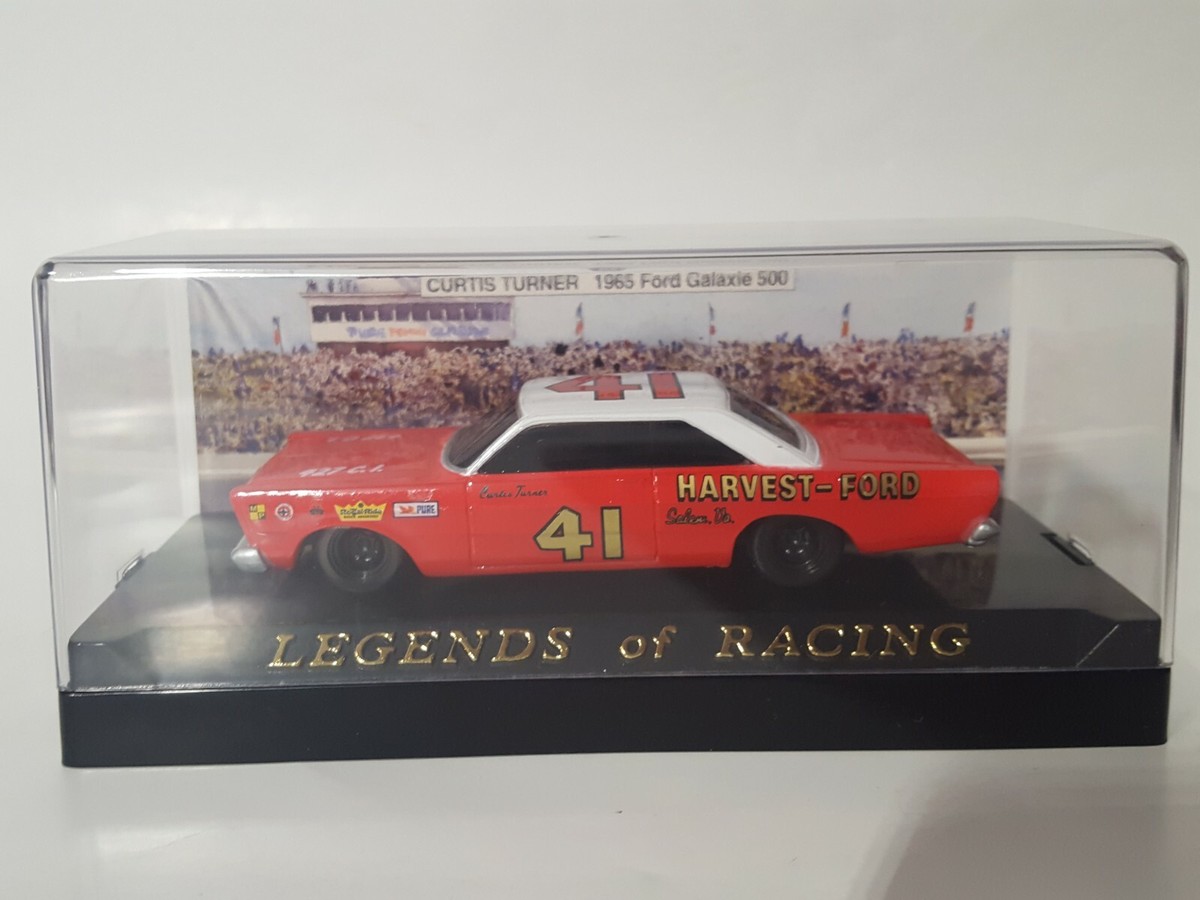 CURTIS TURNER 1965 Ford Galaxie 500
PURE
41
427 C.I.
Curtis Turner
HARVEST-FORD
Salem, Va.
41
PURE
LEGENDS of RACING